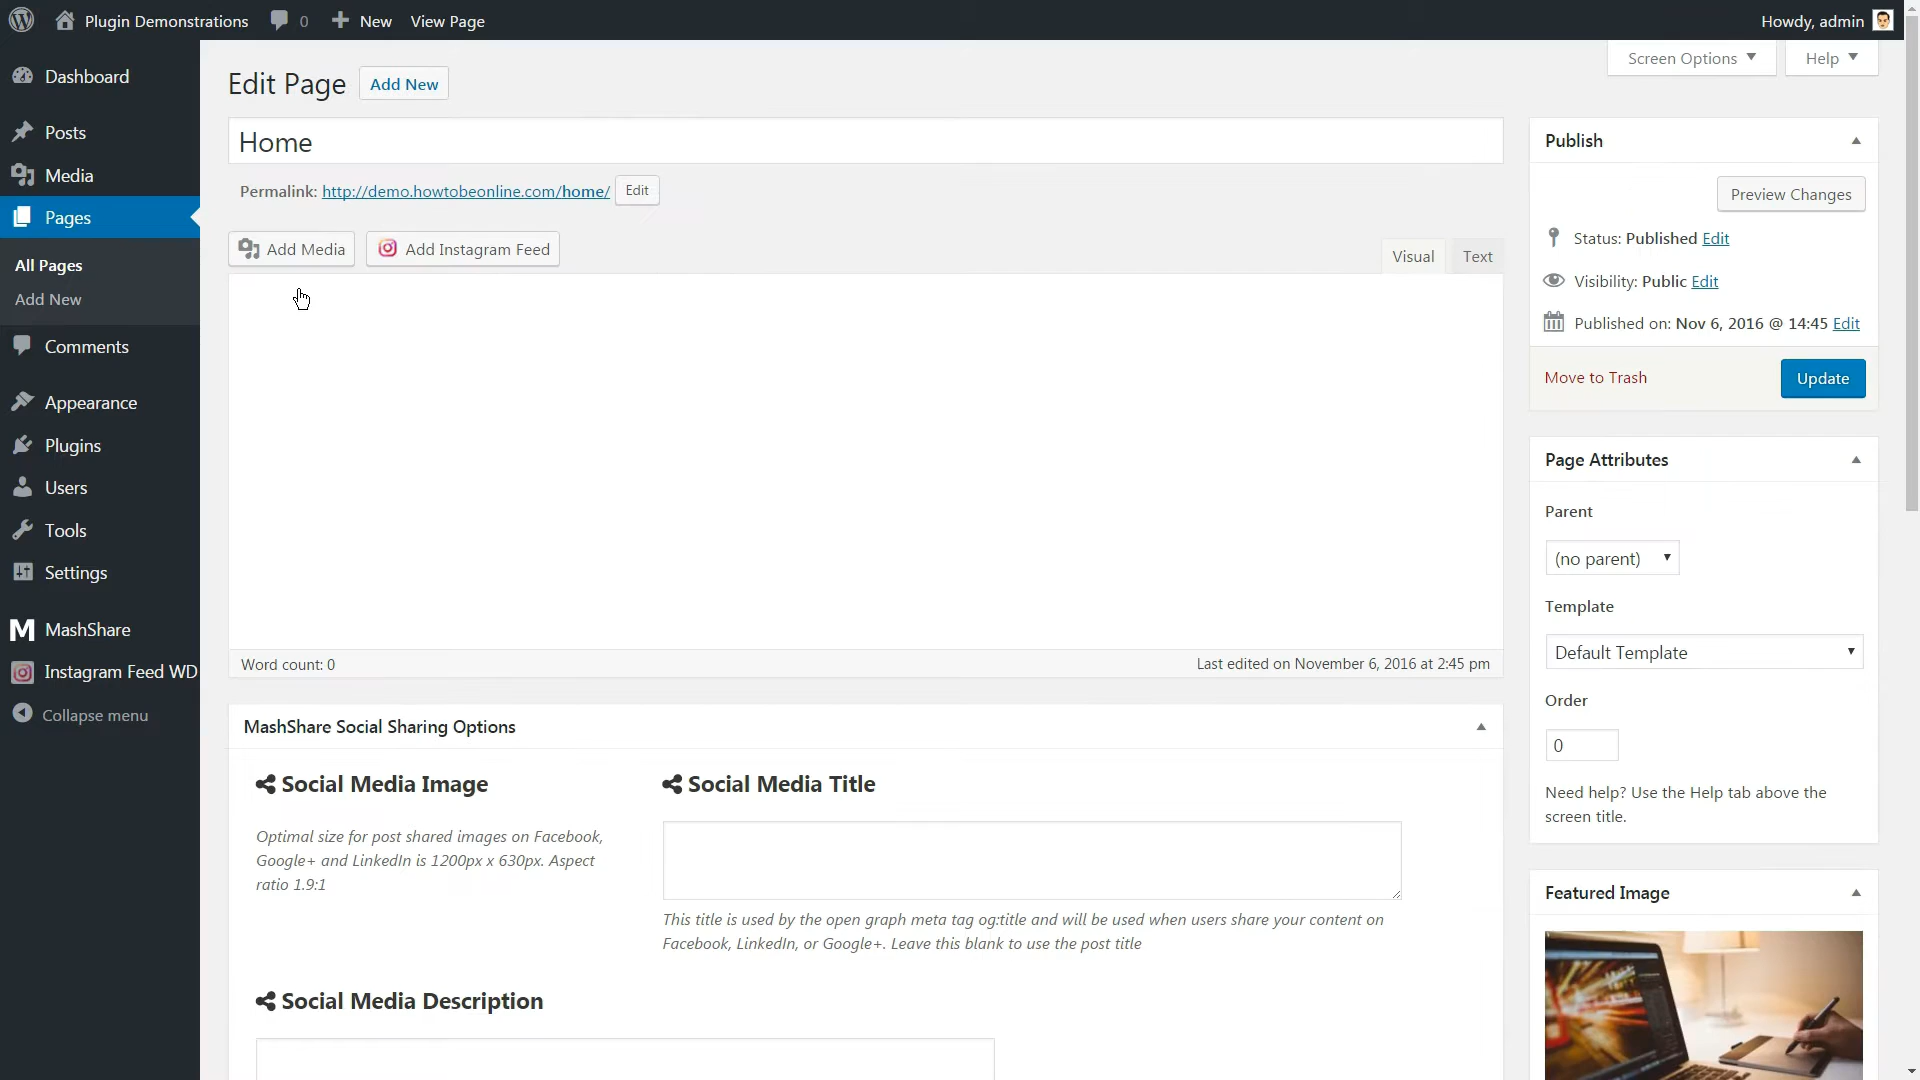 Plugin Demonstrations 0 New View Page Howdy, admin
Dashboard
Posts
Media
Pages
All Pages
Add New
Comments
Appearance
Plugins
Users
Tools
Settings
MashShare
Instagram Feed WD
Collapse menu
Screen Options Help
Edit Page Add New
Home
Permalink: http://demo.howtobeonline.com/home/ Edit
Add Media Add Instagram Feed
Visual Text
Word count: 0 Last edited on November 6, 2016 at 2:45 pm
MashShare Social Sharing Options
Social Media Image
Optimal size for post shared images on Facebook,
Google+ and LinkedIn is 1200px x 630px. Aspect
ratio 1.9:1
Social Media Title
This title is used by the open graph meta tag og:title and will be used when users share your content on
Facebook, LinkedIn, or Google+. Leave this blank to use the post title
Social Media Description
Publish
Preview Changes
Status: Published Edit
Visibility: Public Edit
Published on: Nov 6, 2016 @ 14:45 Edit
Move to Trash Update
Page Attributes
Parent
(no parent)
Template
Default Template
Order
0
Need help? Use the Help tab above the
screen title.
Featured Image